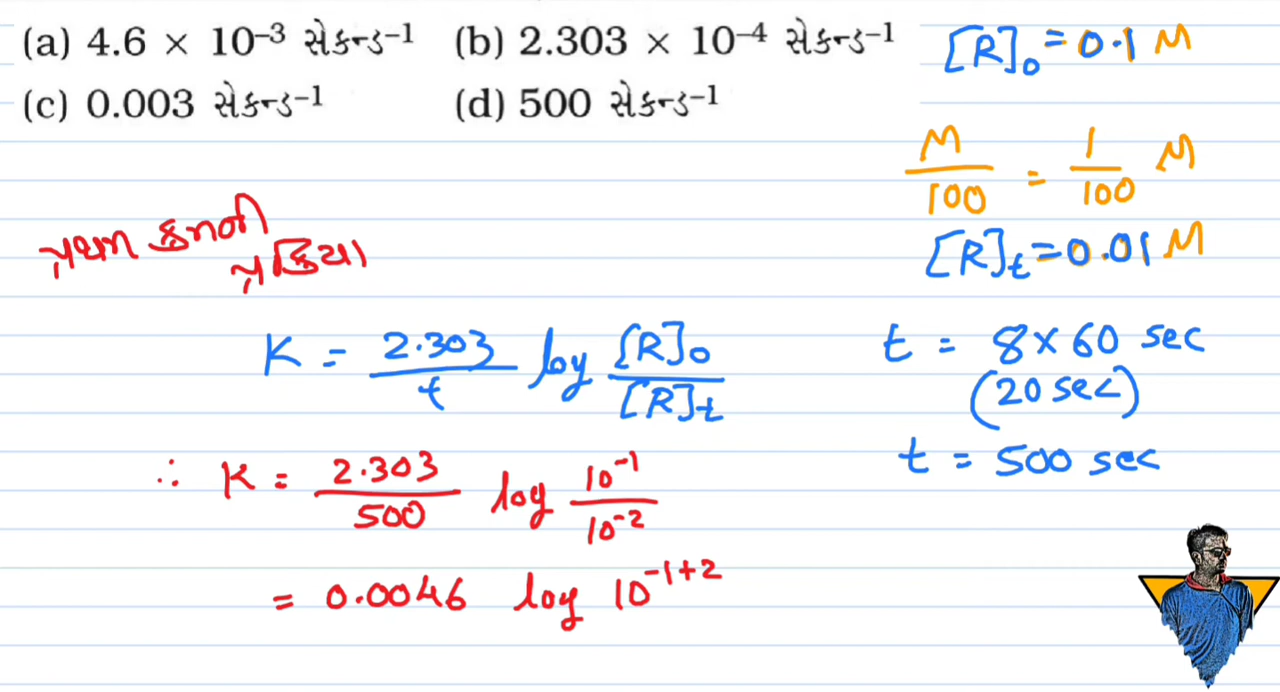 (a) 4.6 × 10⁻³ સેકન્ડ⁻¹ (b) 2.303 × 10⁻⁴ સેકન્ડ⁻¹
(c) 0.003 સેકન્ડ⁻¹ (d) 500 સેકન્ડ⁻¹
[R]₀ = 0.1 M
M/100 = 1/100 M
[R]t = 0.01 M
પ્રથમ ક્રમની
પ્રક્રિયા
K = 2.303/t log [R]₀/[R]t
t = 8×60 sec
(20 sec)
t = 500 sec
∴ K = 2.303/500 log 10⁻¹/10⁻²
= 0.0046 log 10⁻¹⁺²